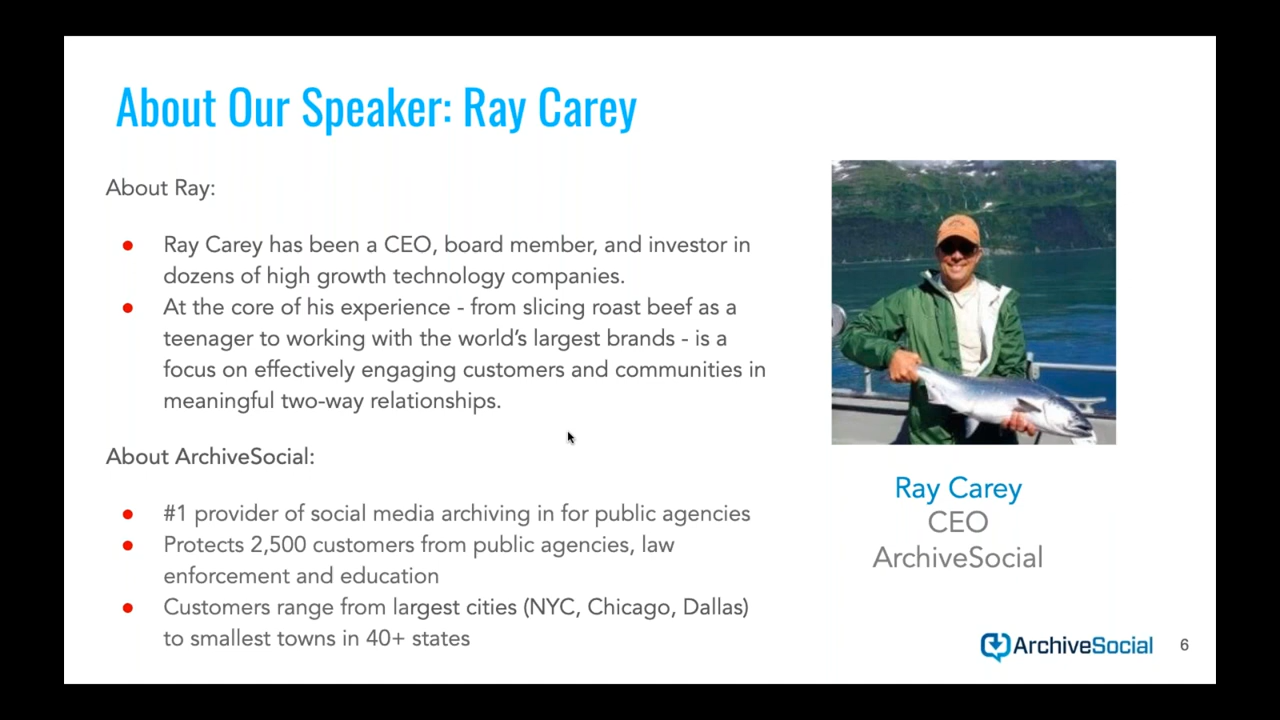 About Our Speaker: Ray Carey
About Ray:
● Ray Carey has been a CEO, board member, and investor in
dozens of high growth technology companies.
● At the core of his experience - from slicing roast beef as a
teenager to working with the world's largest brands - is a
focus on effectively engaging customers and communities in
meaningful two-way relationships.
About ArchiveSocial:
● #1 provider of social media archiving in for public agencies
● Protects 2,500 customers from public agencies, law
enforcement and education
● Customers range from largest cities (NYC, Chicago, Dallas)
to smallest towns in 40+ states
Ray Carey
CEO
ArchiveSocial
ArchiveSocial
6